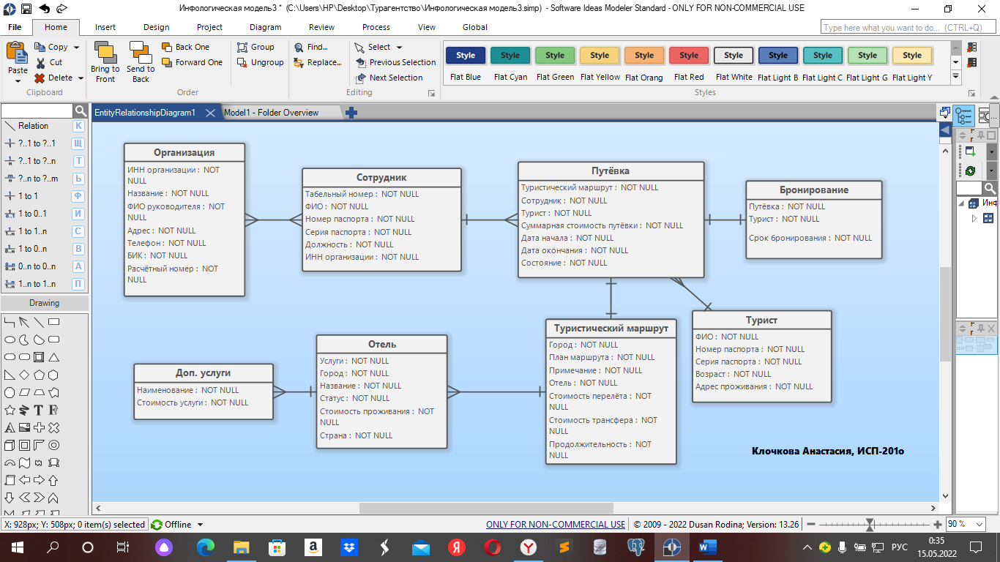 Инфологическая модель3 * (C:\Users\HP\Desktop\Турагентство\Инфологическая модель3.simp) - Software Ideas Modeler Standard - ONLY FOR NON-COMMERCIAL USE
File Home Insert Design Project Diagram Review Process View Global
Type here what you want to do... (CTRL+Q)
Paste
Copy
Cut
Delete
Clipboard
Bring to Front
Send to Back
Back One
Forward One
Order
Group
Ungroup
Find...
Replace...
Select
Previous Selection
Next Selection
Editing
Style Style Style Style Style Style Style Style Style Style Style
Flat Blue Flat Cyan Flat Green Flat Yellow Flat Orang Flat Red Flat White Flat Light B Flat Light C Flat Light G Flat Light Y
Styles
EntityRelationshipDiagram1
Model1 - Folder Overview
Relation К
?..1 to ?..1 Щ
?..1 to ?..n Т
?..n to ?..m Ь
1 to 1 Ф
1 to 0..1 И
1 to 1..n С
1 to 0..n В
0..n to 0..n А
1..n to 1..n П
Drawing
Организация
ИНН организации : NOT
NULL
Название : NOT NULL
ФИО руководителя : NOT
NULL
Адрес : NOT NULL
Телефон : NOT NULL
БИК : NOT NULL
Расчётный номер : NOT
NULL
Сотрудник
Табельный номер : NOT NULL
ФИО : NOT NULL
Номер паспорта : NOT NULL
Серия паспорта : NOT NULL
Должность : NOT NULL
ИНН организации : NOT NULL
Путёвка
Туристический маршрут : NOT NULL
Сотрудник : NOT NULL
Турист : NOT NULL
Суммарная стоимость путёвки : NOT NULL
Дата начала : NOT NULL
Дата окончания : NOT NULL
Состояние : NOT NULL
Бронирование
Путёвка : NOT NULL
Турист : NOT NULL
Срок бронирования : NOT NULL
Доп. услуги
Наименование : NOT NULL
Стоимость услуги : NOT NULL
Отель
Услуги : NOT NULL
Город : NOT NULL
Название : NOT NULL
Статус : NOT NULL
Стоимость проживания : NOT
NULL
Страна : NOT NULL
Туристический маршрут
Город : NOT NULL
План маршрута : NOT NULL
Примечание : NOT NULL
Отель : NOT NULL
Стоимость перелёта : NOT
NULL
Стоимость трансфера : NOT
NULL
Продолжительность : NOT
NULL
Турист
ФИО : NOT NULL
Номер паспорта : NOT NULL
Серия паспорта : NOT NULL
Возраст : NOT NULL
Адрес проживания : NOT NULL
Клочкова Анастасия, ИСП-201о
Инф
X: 928px; Y: 508px; 0 item(s) selected
Offline
ONLY FOR NON-COMMERCIAL USE
© 2009 - 2022 Dusan Rodina; Version: 13.26
90 %
РУС
0:35
15.05.2022